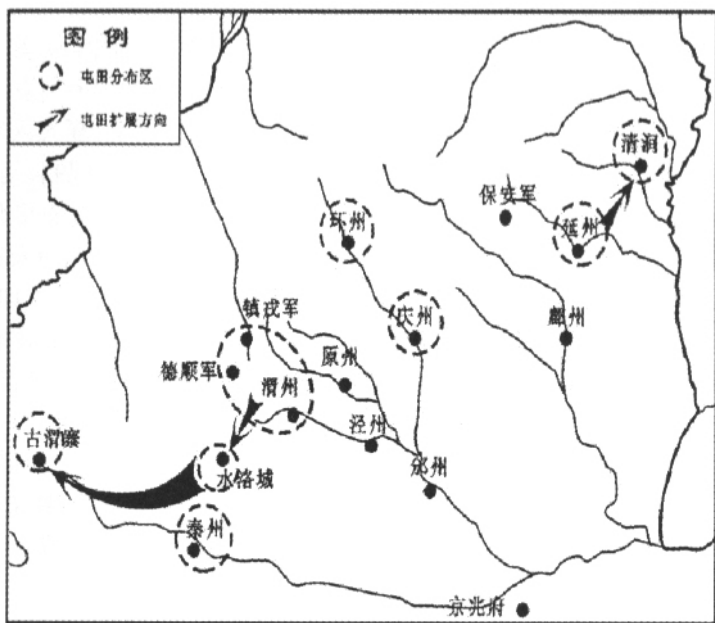 图例
屯田分布区
屯田扩展方向
清涧
保安军
延州
环州
庆州
鄜州
镇戎军
原州
德顺军
渭州
泾州
古渭寨
水洛城
邠州
泰州
京兆府